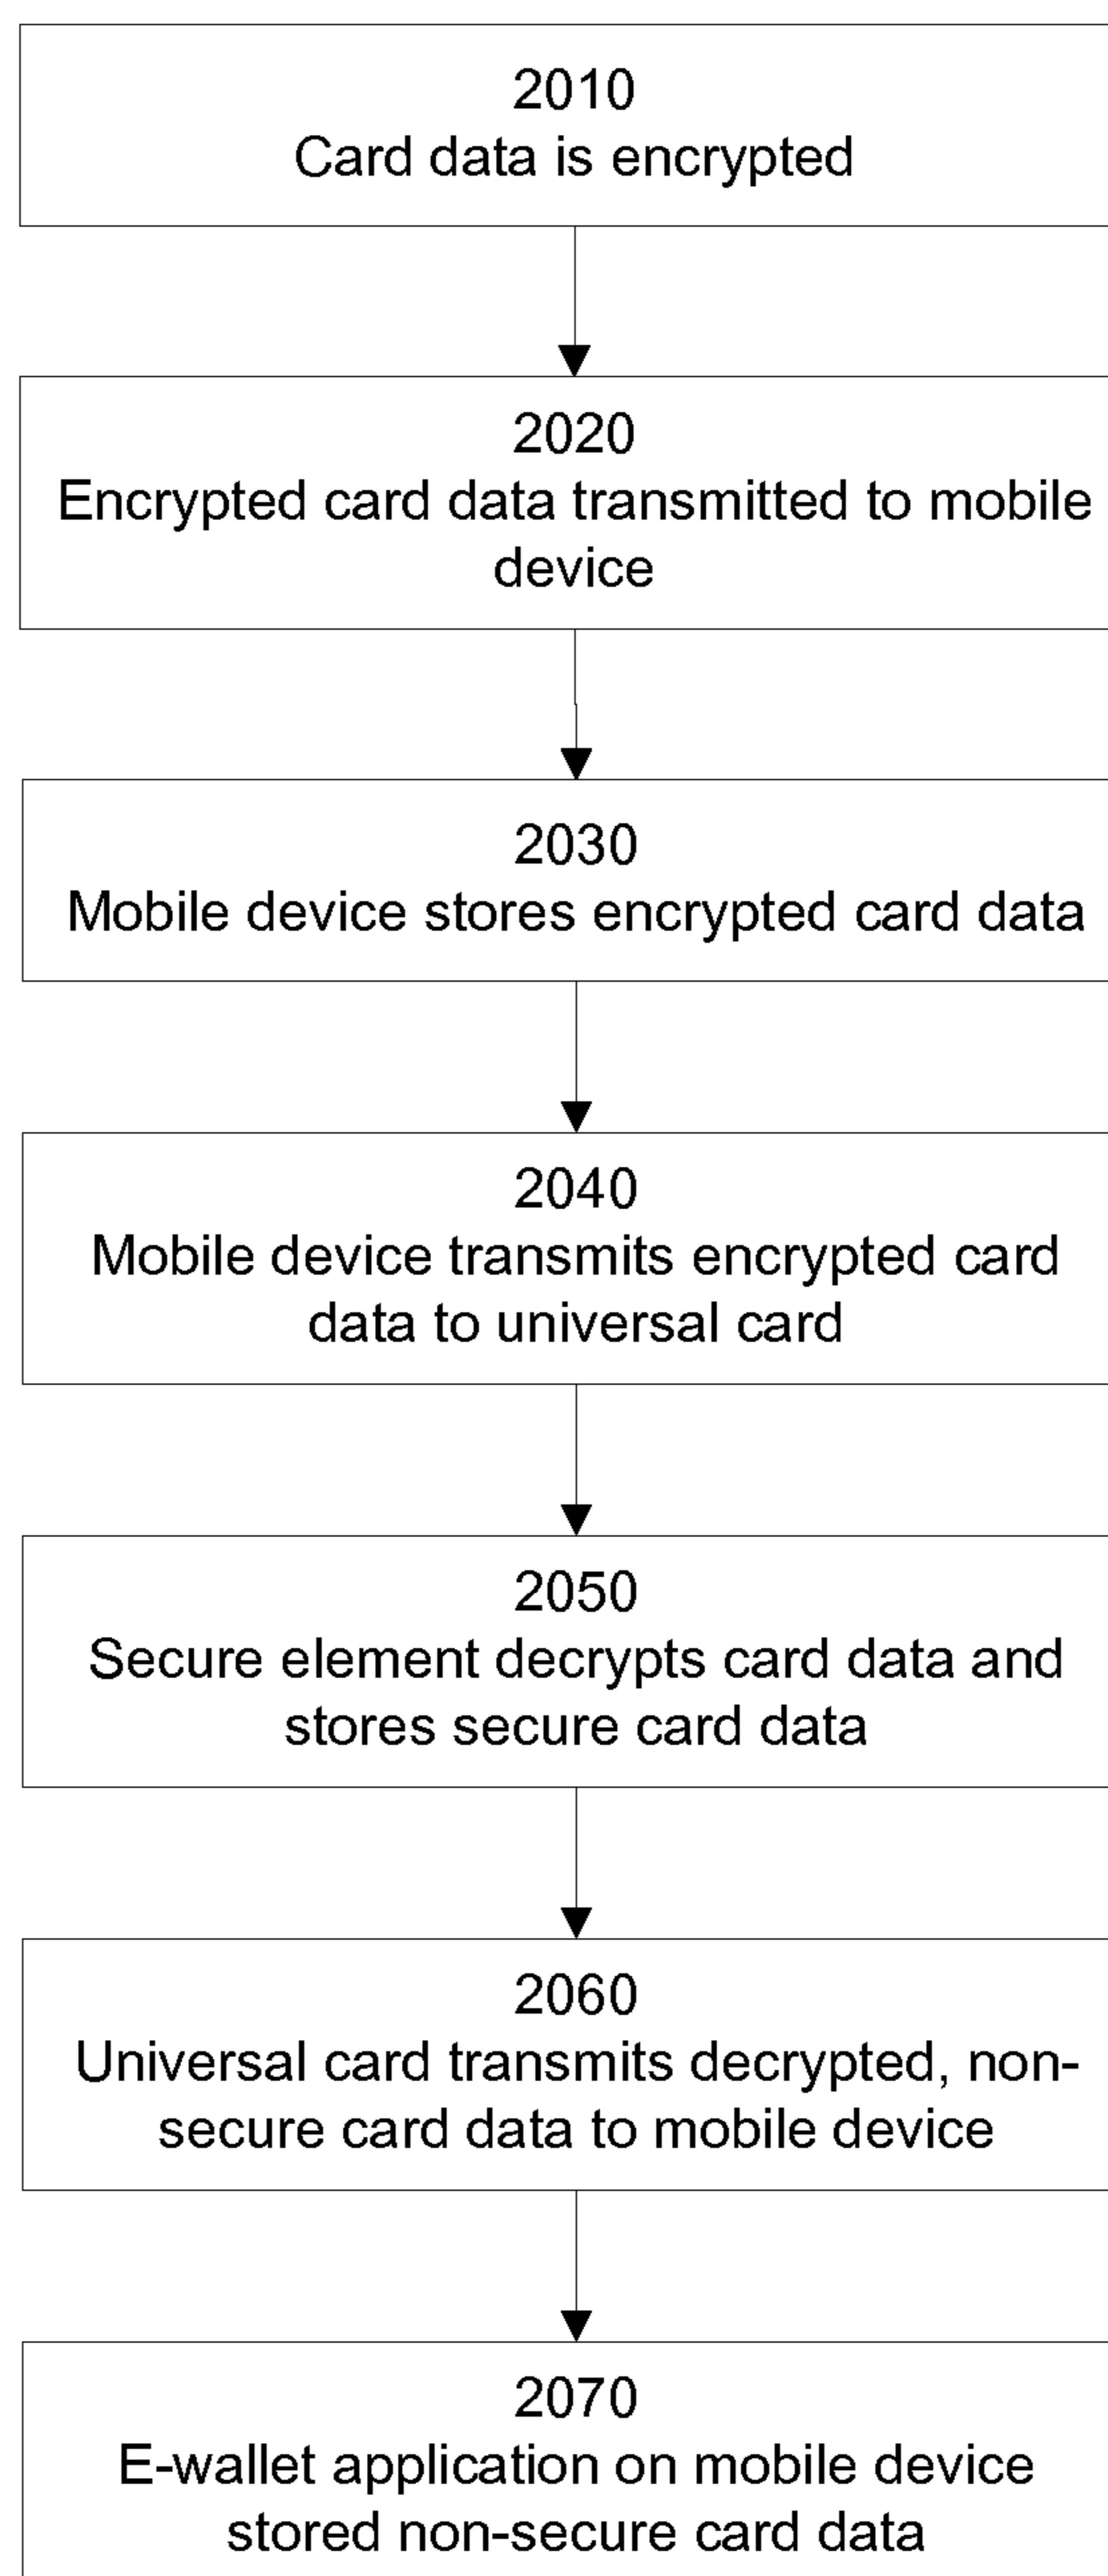 2010
Card data is encrypted
2020
Encrypted card data transmitted to mobile
device
2030
Mobile device stores encrypted card data
2040
Mobile device transmits encrypted card
data to universal card
2050
Secure element decrypts card data and
stores secure card data
2060
Universal card transmits decrypted, non-
secure card data to mobile device
2070
E-wallet application on mobile device
stored non-secure card data